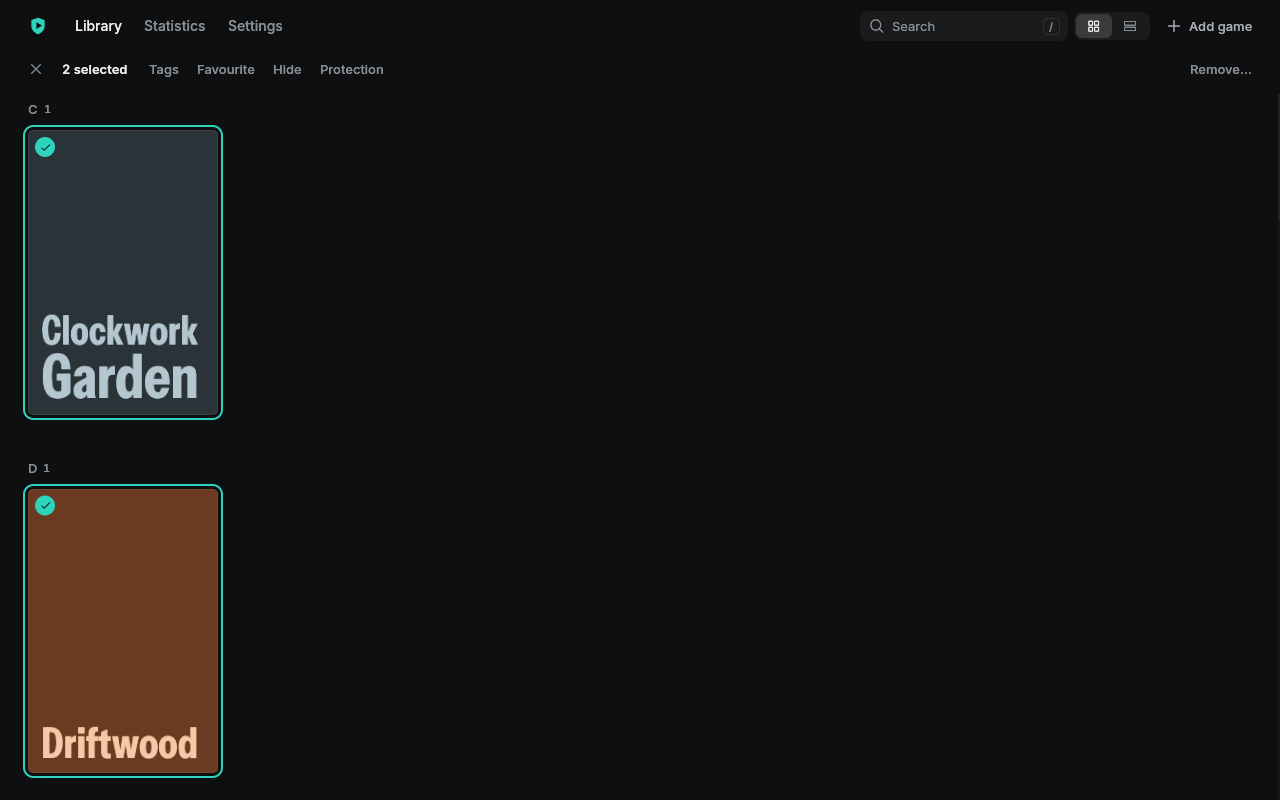 Library Statistics Settings Search / Add game
2 selected Tags Favourite Hide Protection Remove...
C 1
Clockwork
Garden
D 1
Driftwood